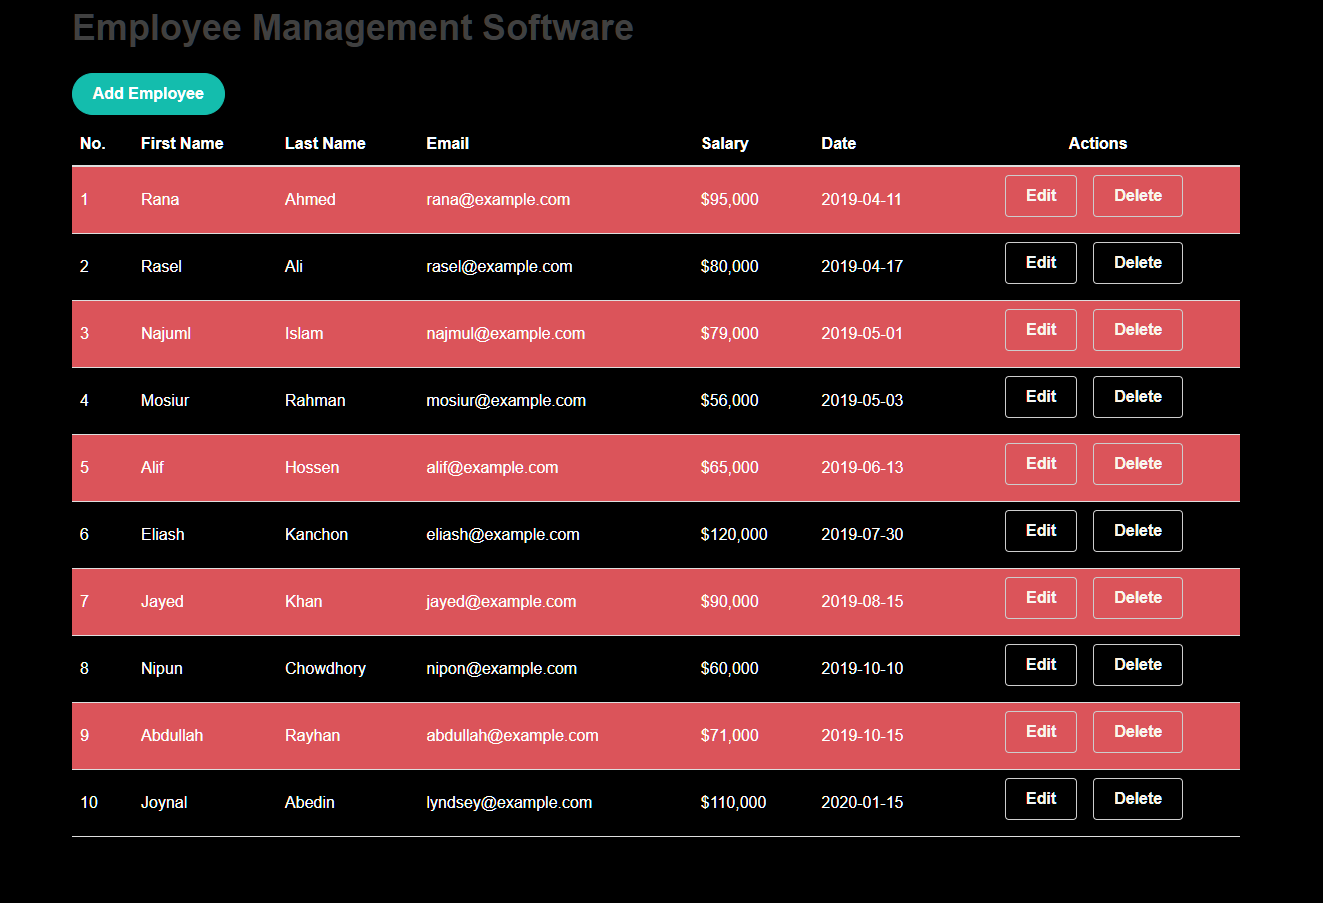 Employee Management Software
Add Employee
No. First Name Last Name Email Salary Date Actions
1 Rana Ahmed rana@example.com $95,000 2019-04-11 Edit Delete
2 Rasel Ali rasel@example.com $80,000 2019-04-17 Edit Delete
3 Najuml Islam najmul@example.com $79,000 2019-05-01 Edit Delete
4 Mosiur Rahman mosiur@example.com $56,000 2019-05-03 Edit Delete
5 Alif Hossen alif@example.com $65,000 2019-06-13 Edit Delete
6 Eliash Kanchon eliash@example.com $120,000 2019-07-30 Edit Delete
7 Jayed Khan jayed@example.com $90,000 2019-08-15 Edit Delete
8 Nipun Chowdhory nipon@example.com $60,000 2019-10-10 Edit Delete
9 Abdullah Rayhan abdullah@example.com $71,000 2019-10-15 Edit Delete
10 Joynal Abedin lyndsey@example.com $110,000 2020-01-15 Edit Delete